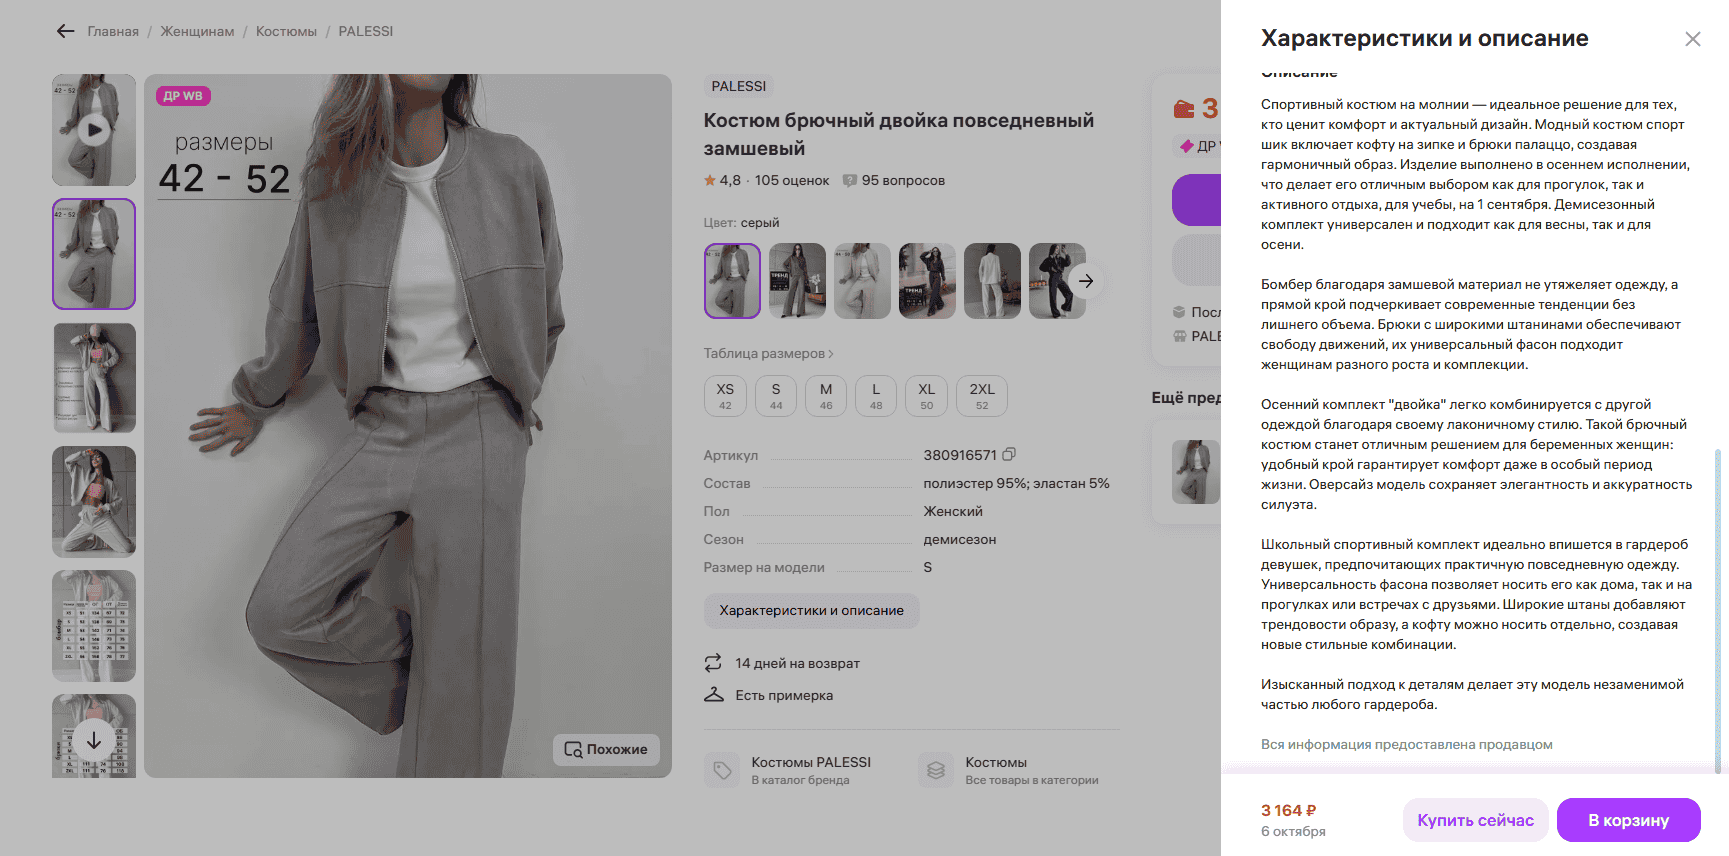 Главная / Женщинам / Костюмы / PALESSI
42 - 52
42 - 52
ДР WB
размеры
42 - 52
Похожие
PALESSI
Костюм брючный двойка повседневный
замшевый
4,8 · 105 оценок 95 вопросов
Цвет: серый
ТРЕНД
ТРЕНД
Таблица размеров
XS S M L XL 2XL
42 44 46 48 50 52
Артикул 380916571
Состав полиэстер 95%; эластан 5%
Пол Женский
Сезон демисезон
Размер на модели S
Характеристики и описание
14 дней на возврат
Есть примерка
Костюмы PALESSI
В каталог бренда
Костюмы
Все товары в категории
3
ДР
Посл
PALE
Ещё пред
Характеристики и описание
Описание
Спортивный костюм на молнии — идеальное решение для тех,
кто ценит комфорт и актуальный дизайн. Модный костюм спорт
шик включает кофту на зипке и брюки палаццо, создавая
гармоничный образ. Изделие выполнено в осеннем исполнении,
что делает его отличным выбором как для прогулок, так и
активного отдыха, для учебы, на 1 сентября. Демисезонный
комплект универсален и подходит как для весны, так и для
осени.
Бомбер благодаря замшевой материал не утяжеляет одежду, а
прямой крой подчеркивает современные тенденции без
лишнего объема. Брюки с широкими штанинами обеспечивают
свободу движений, их универсальный фасон подходит
женщинам разного роста и комплекции.
Осенний комплект "двойка" легко комбинируется с другой
одеждой благодаря своему лаконичному стилю. Такой брючный
костюм станет отличным решением для беременных женщин:
удобный крой гарантирует комфорт даже в особый период
жизни. Оверсайз модель сохраняет элегантность и аккуратность
силуэта.
Школьный спортивный комплект идеально впишется в гардероб
девушек, предпочитающих практичную повседневную одежду.
Универсальность фасона позволяет носить его как дома, так и на
прогулках или встречах с друзьями. Широкие штаны добавляют
трендовости образу, а кофту можно носить отдельно, создавая
новые стильные комбинации.
Изысканный подход к деталям делает эту модель незаменимой
частью любого гардероба.
Вся информация предоставлена продавцом
3 164 ₽
6 октября
Купить сейчас
В корзину